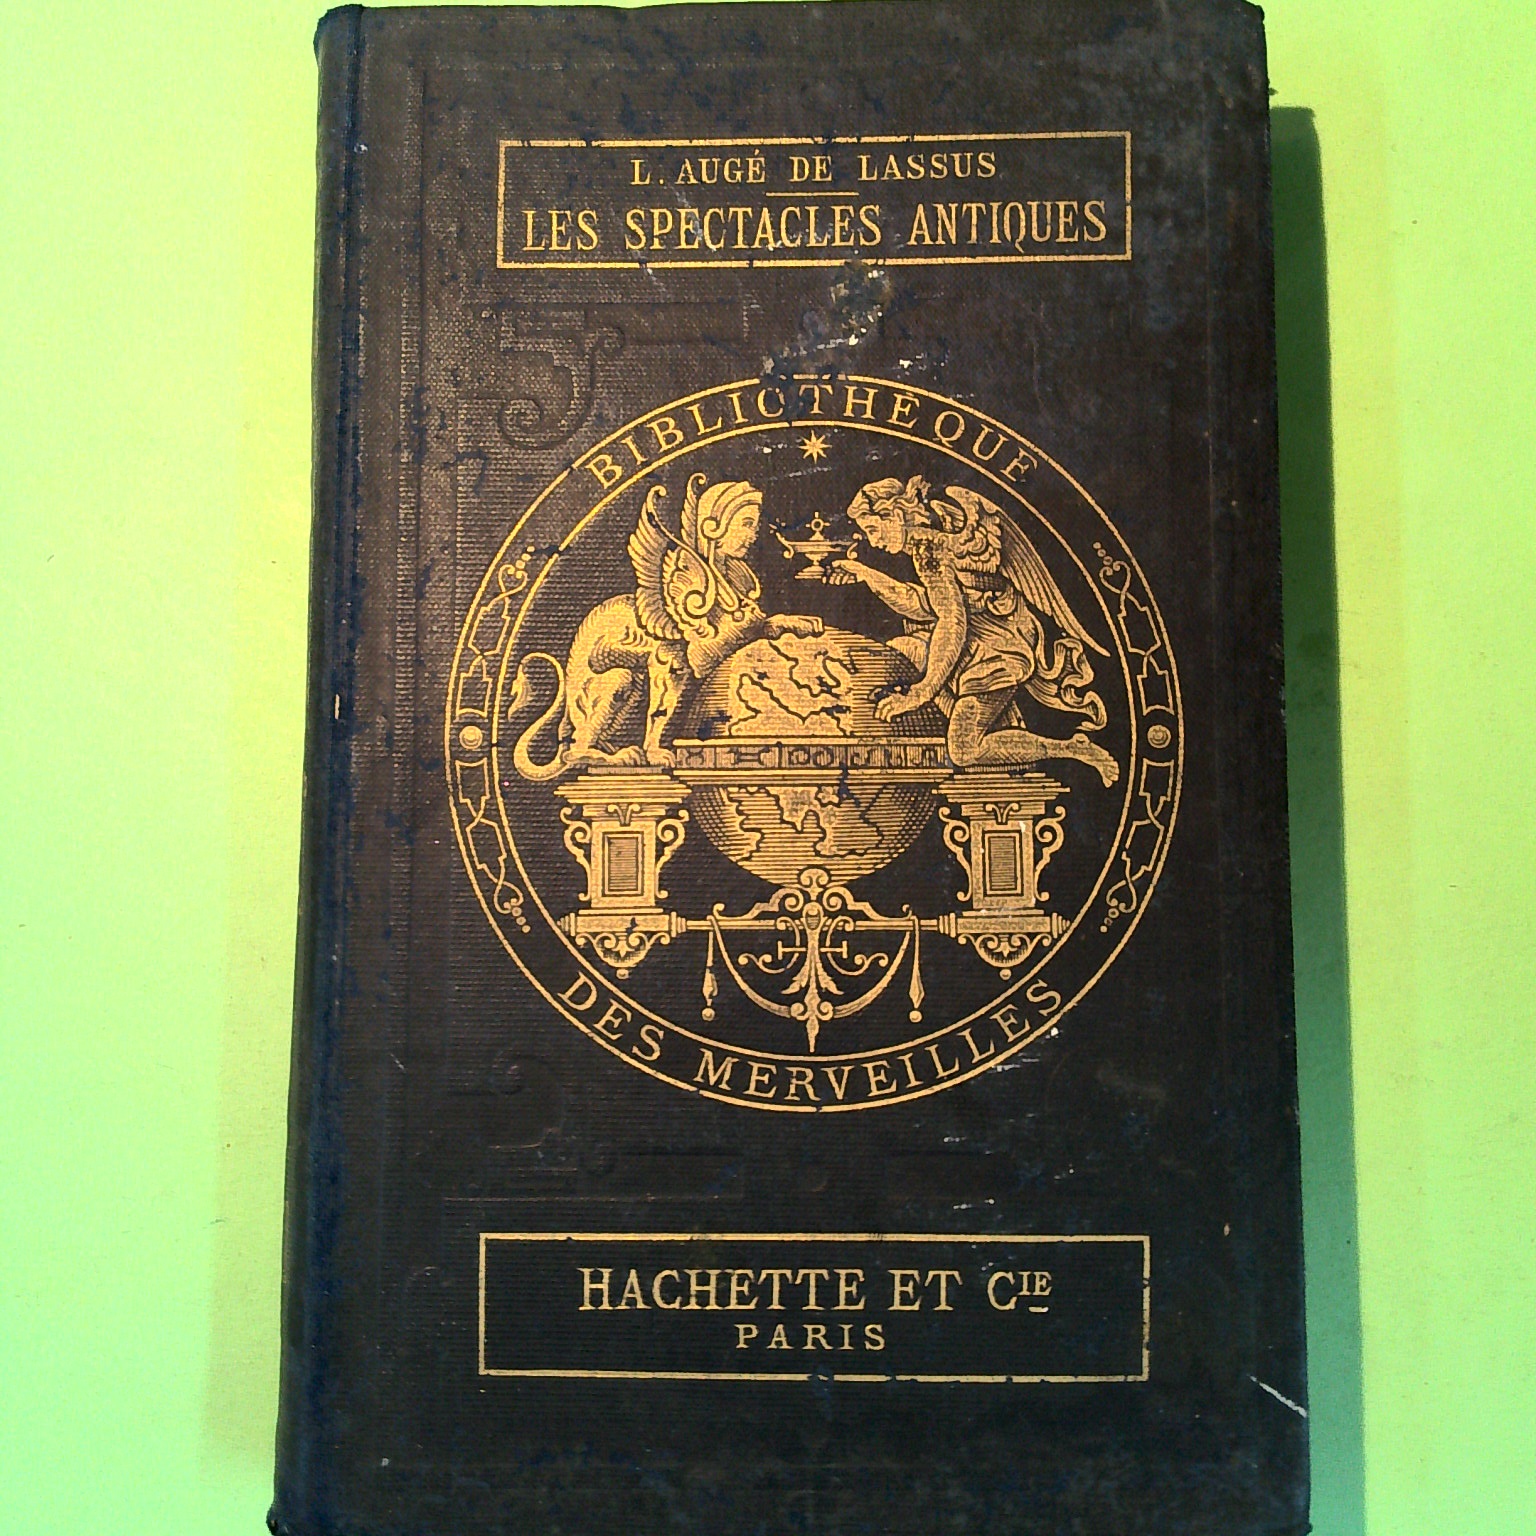 L. AUGÉ DE LASSUS
LES SPECTACLES ANTIQUES
BIBLIOTHÈQUE
DES MERVEILLES
HACHETTE ET CIE
PARIS